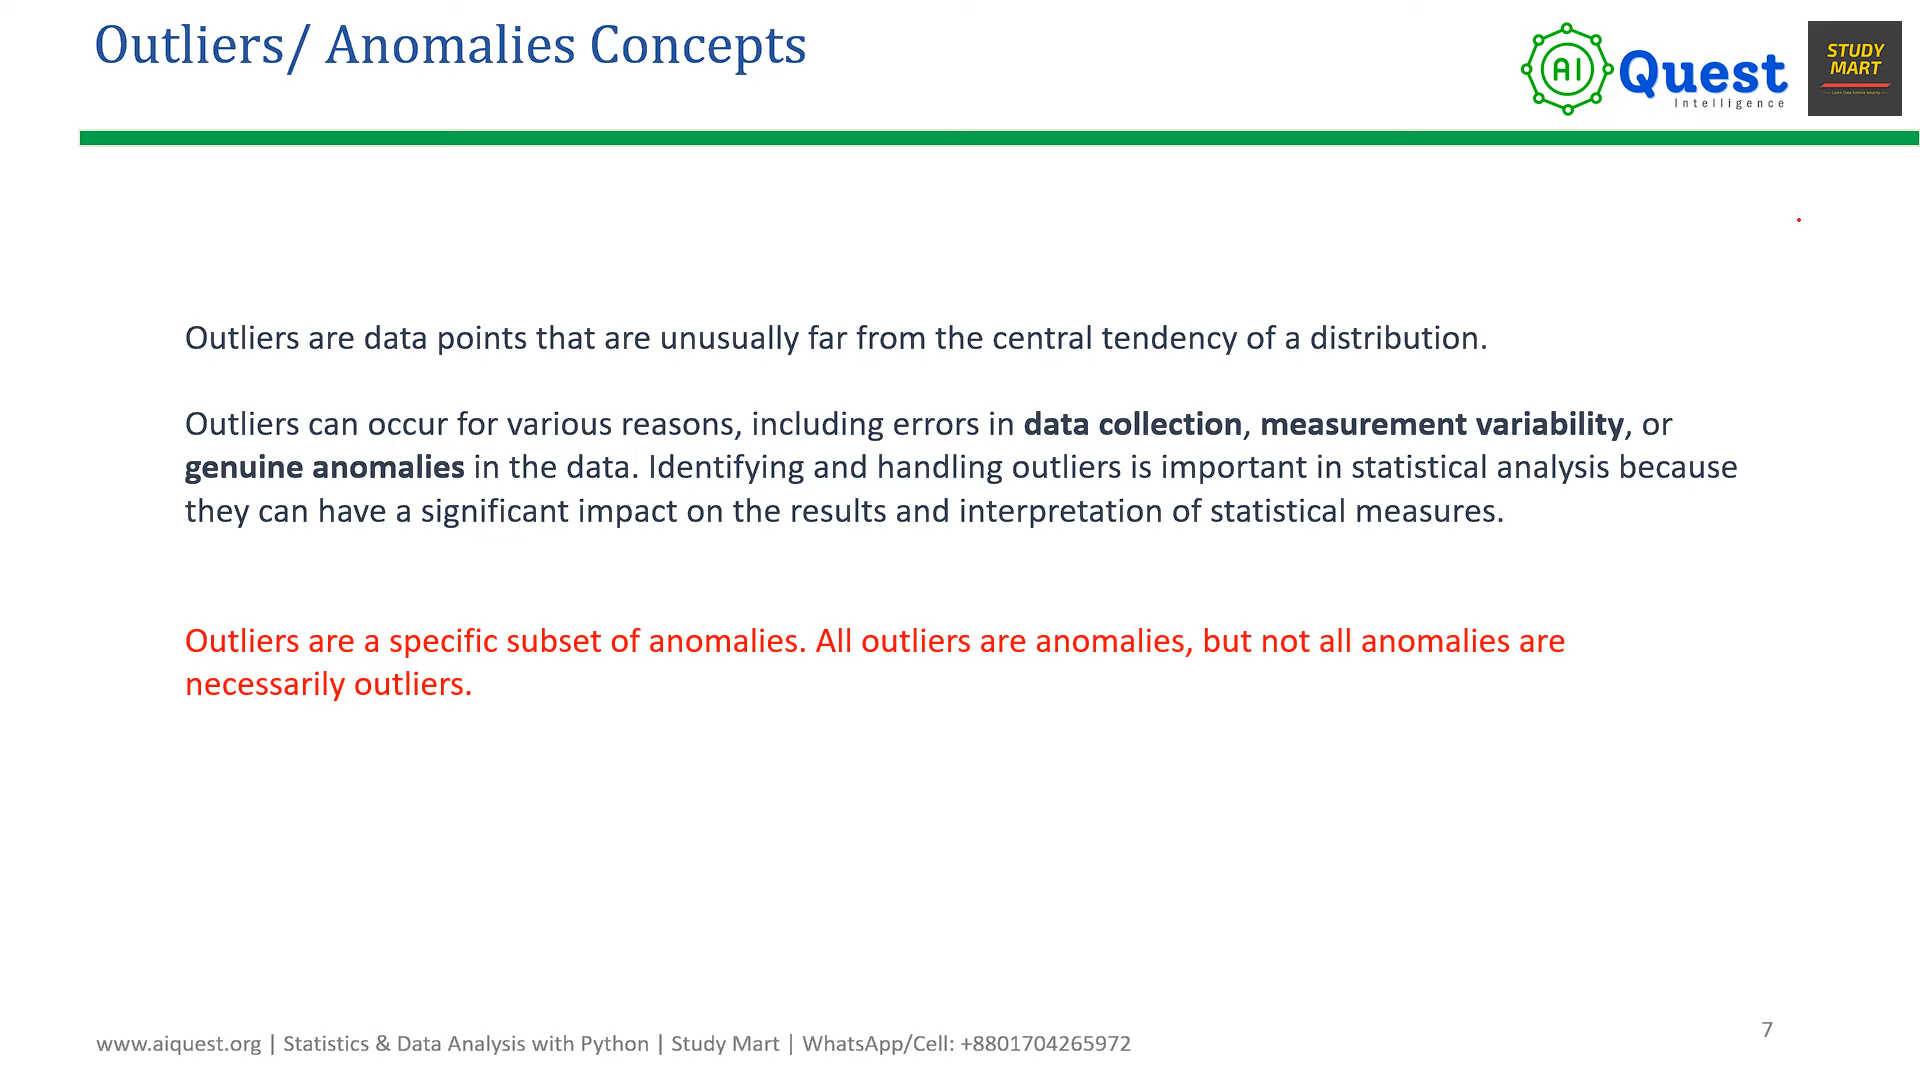 Outliers/ Anomalies Concepts
AI Quest
Intelligence
STUDY
MART
Outliers are data points that are unusually far from the central tendency of a distribution.
Outliers can occur for various reasons, including errors in data collection, measurement variability, or
genuine anomalies in the data. Identifying and handling outliers is important in statistical analysis because
they can have a significant impact on the results and interpretation of statistical measures.
Outliers are a specific subset of anomalies. All outliers are anomalies, but not all anomalies are
necessarily outliers.
www.aiquest.org | Statistics & Data Analysis with Python | Study Mart | WhatsApp/Cell: +8801704265972
7